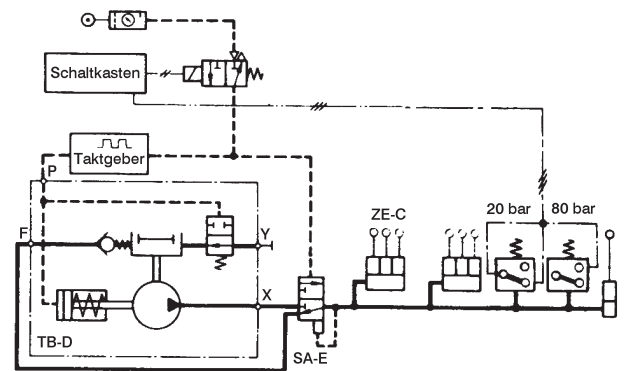 Schaltkasten
Taktgeber
P
F
Y
X
TB-D
SA-E
ZE-C
20 bar
80 bar